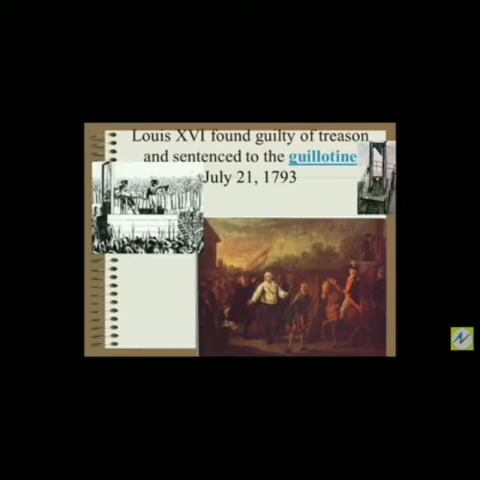 Louis XVI found guilty of treason
and sentenced to the guillotine
July 21, 1793